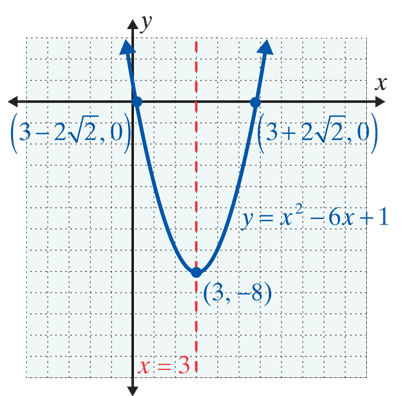 y
x
(3−2√2, 0)
(3+2√2, 0)
y = x² −6x+1
(3, −8)
x = 3